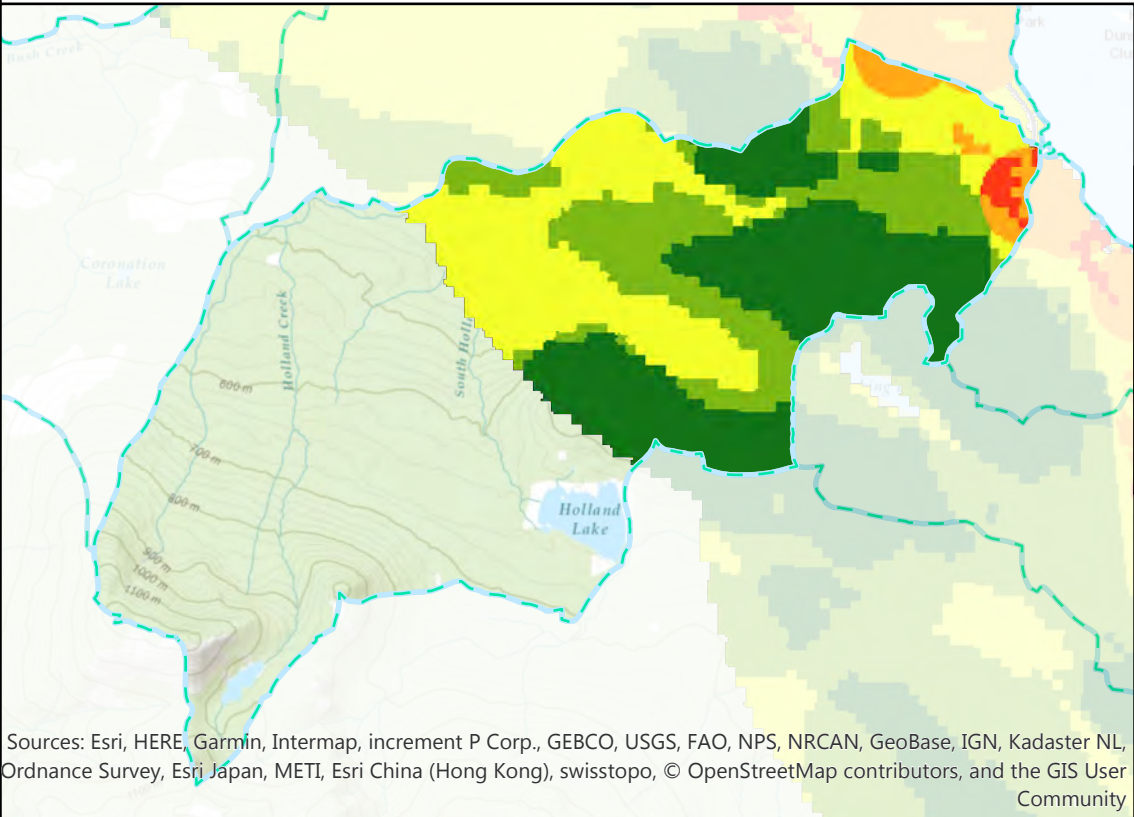 Park
Bush Creek
Coronation
Lake
Holland Creek
South Holla
600 m
700 m
800 m
900 m
1000 m
1100 m
Holland
Lake
Sources: Esri, HERE, Garmin, Intermap, increment P Corp., GEBCO, USGS, FAO, NPS, NRCAN, GeoBase, IGN, Kadaster NL,
Ordnance Survey, Esri Japan, METI, Esri China (Hong Kong), swisstopo, © OpenStreetMap contributors, and the GIS User
Community